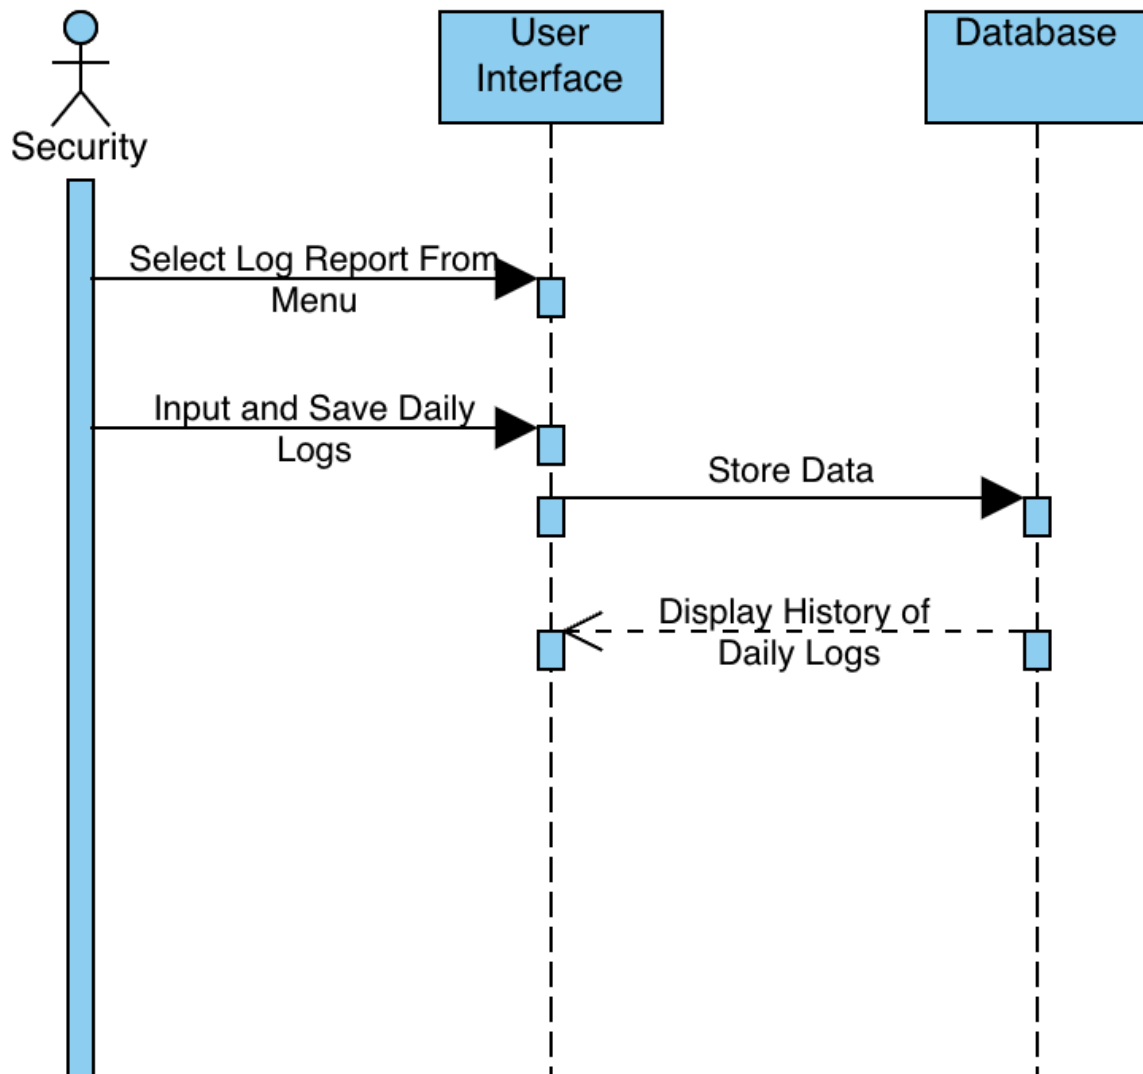 User
Interface
Database
Security
Select Log Report From
Menu
Input and Save Daily
Logs
Store Data
Display History of
Daily Logs